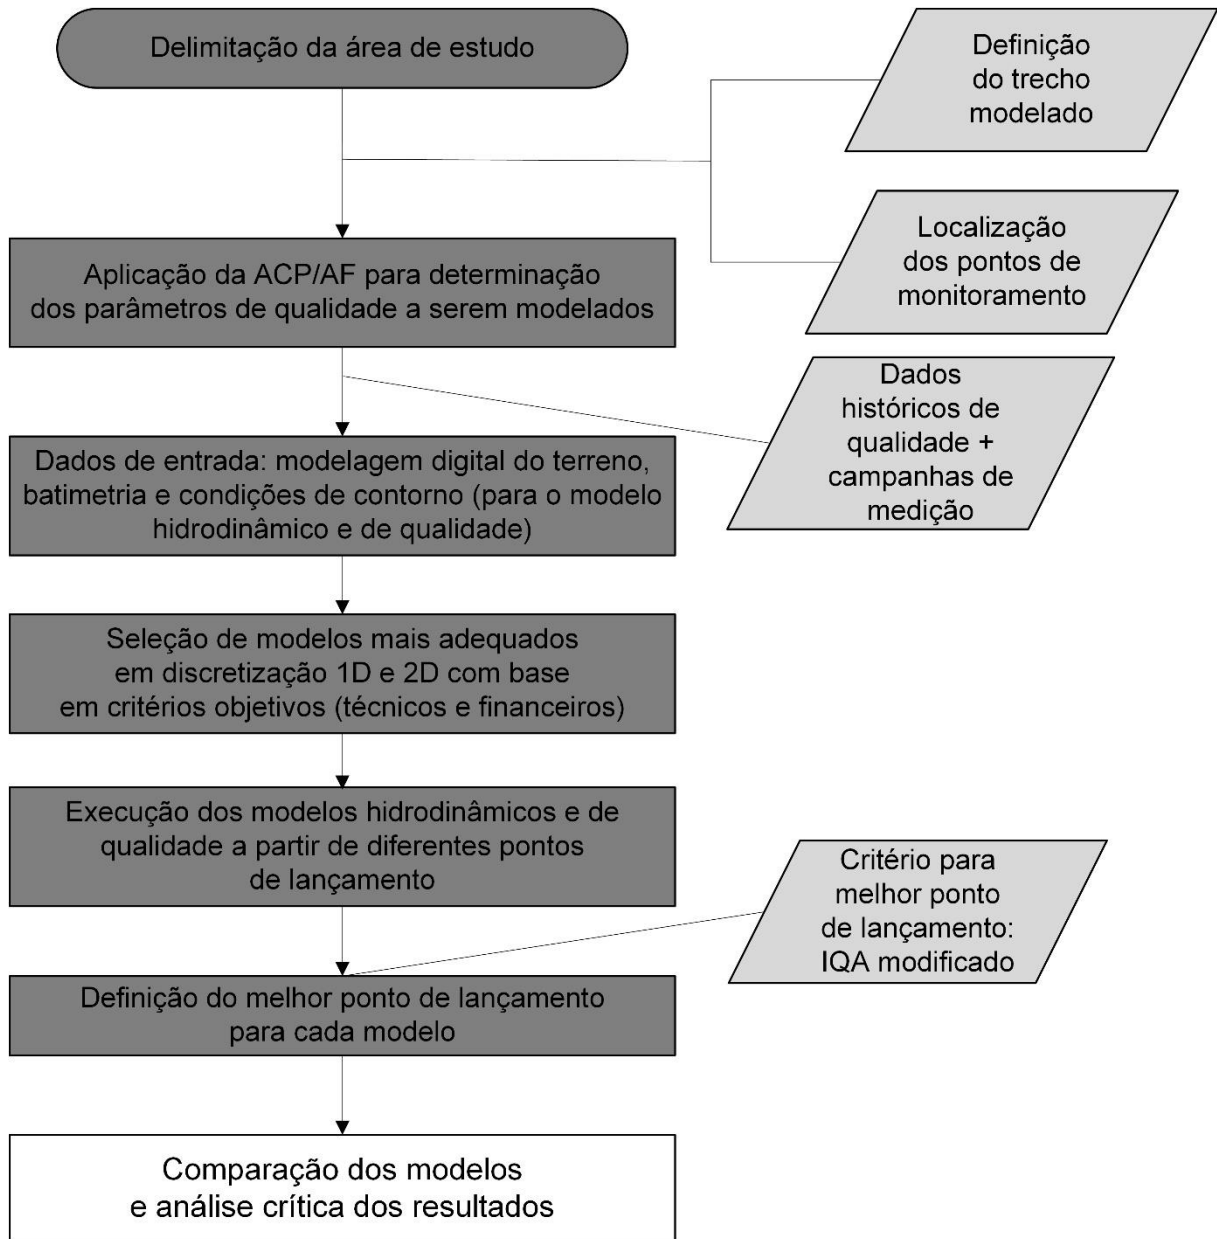 Delimitação da área de estudo
Definição
do trecho
modelado
Localização
dos pontos de
monitoramento
Aplicação da ACP/AF para determinação
dos parâmetros de qualidade a serem modelados
Dados
históricos de
qualidade +
campanhas de
medição
Dados de entrada: modelagem digital do terreno,
batimetria e condições de contorno (para o modelo
hidrodinâmico e de qualidade)
Seleção de modelos mais adequados
em discretização 1D e 2D com base
em critérios objetivos (técnicos e financeiros)
Execução dos modelos hidrodinâmicos e de
qualidade a partir de diferentes pontos
de lançamento
Critério para
melhor ponto
de lançamento:
IQA modificado
Definição do melhor ponto de lançamento
para cada modelo
Comparação dos modelos
e análise crítica dos resultados